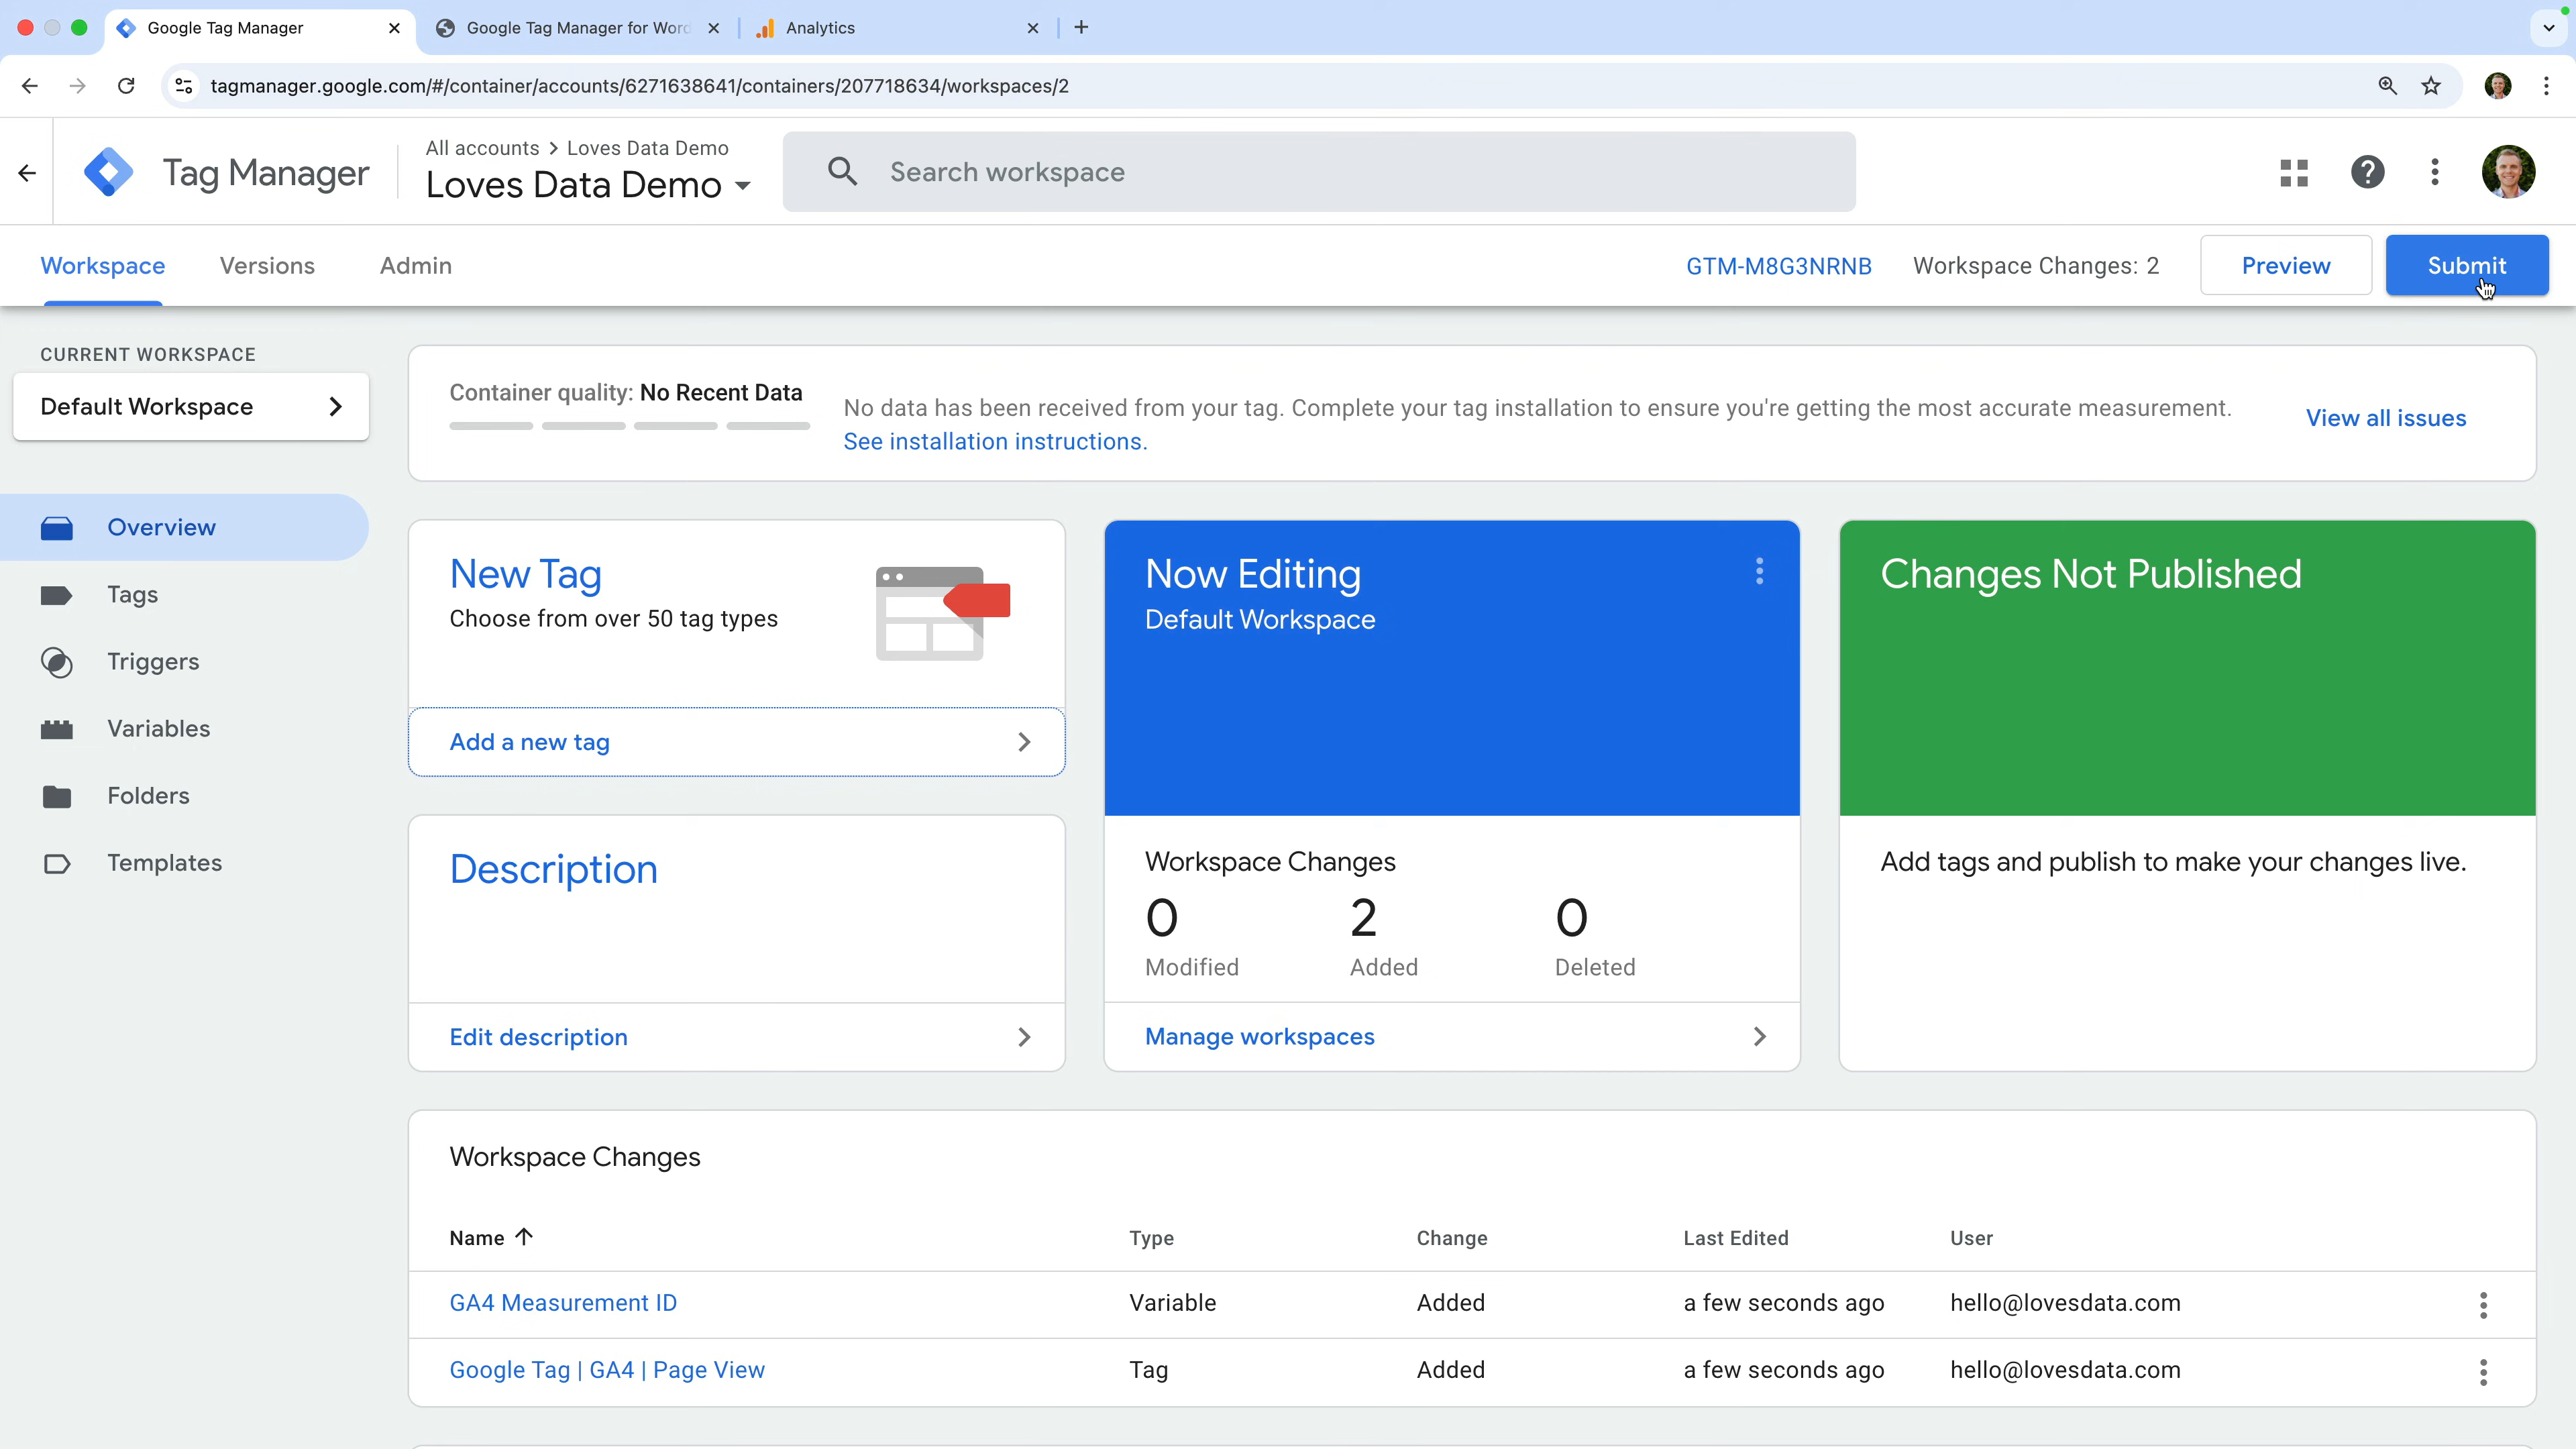 Google Tag Manager
Google Tag Manager for Word
Analytics
tagmanager.google.com/#/container/accounts/6271638641/containers/207718634/workspaces/2
Tag Manager
All accounts > Loves Data Demo
Loves Data Demo
Search workspace
Workspace
Versions
Admin
GTM-M8G3NRNB
Workspace Changes: 2
Preview
Submit
CURRENT WORKSPACE
Default Workspace
Overview
Tags
Triggers
Variables
Folders
Templates
Container quality: No Recent Data
No data has been received from your tag. Complete your tag installation to ensure you're getting the most accurate measurement.
See installation instructions.
View all issues
New Tag
Choose from over 50 tag types
Add a new tag
Description
Edit description
Now Editing
Default Workspace
Workspace Changes
0 2 0
Modified Added Deleted
Manage workspaces
Changes Not Published
Add tags and publish to make your changes live.
Workspace Changes
Name Type Change Last Edited User
GA4 Measurement ID Variable Added a few seconds ago hello@lovesdata.com
Google Tag | GA4 | Page View Tag Added a few seconds ago hello@lovesdata.com